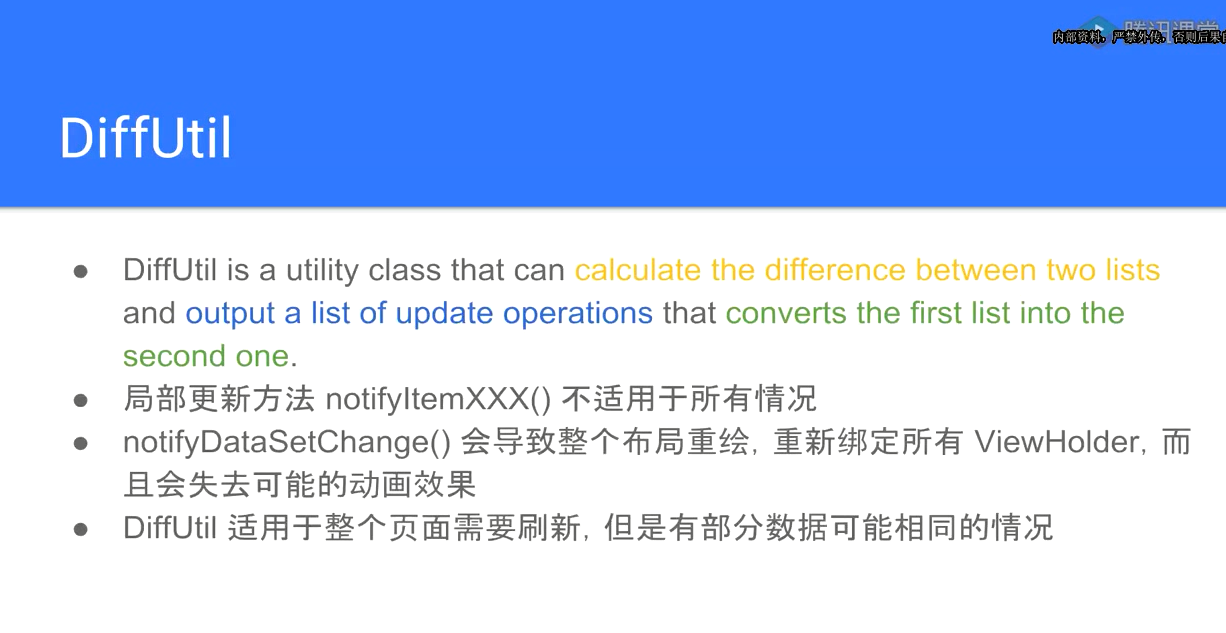 腾讯课堂
内部资料，严禁外传，否则后果
DiffUtil
● DiffUtil is a utility class that can calculate the difference between two lists
and output a list of update operations that converts the first list into the
second one.
● 局部更新方法 notifyItemXXX() 不适用于所有情况
● notifyDataSetChange() 会导致整个布局重绘，重新绑定所有 ViewHolder，而
且会失去可能的动画效果
● DiffUtil 适用于整个页面需要刷新，但是有部分数据可能相同的情况